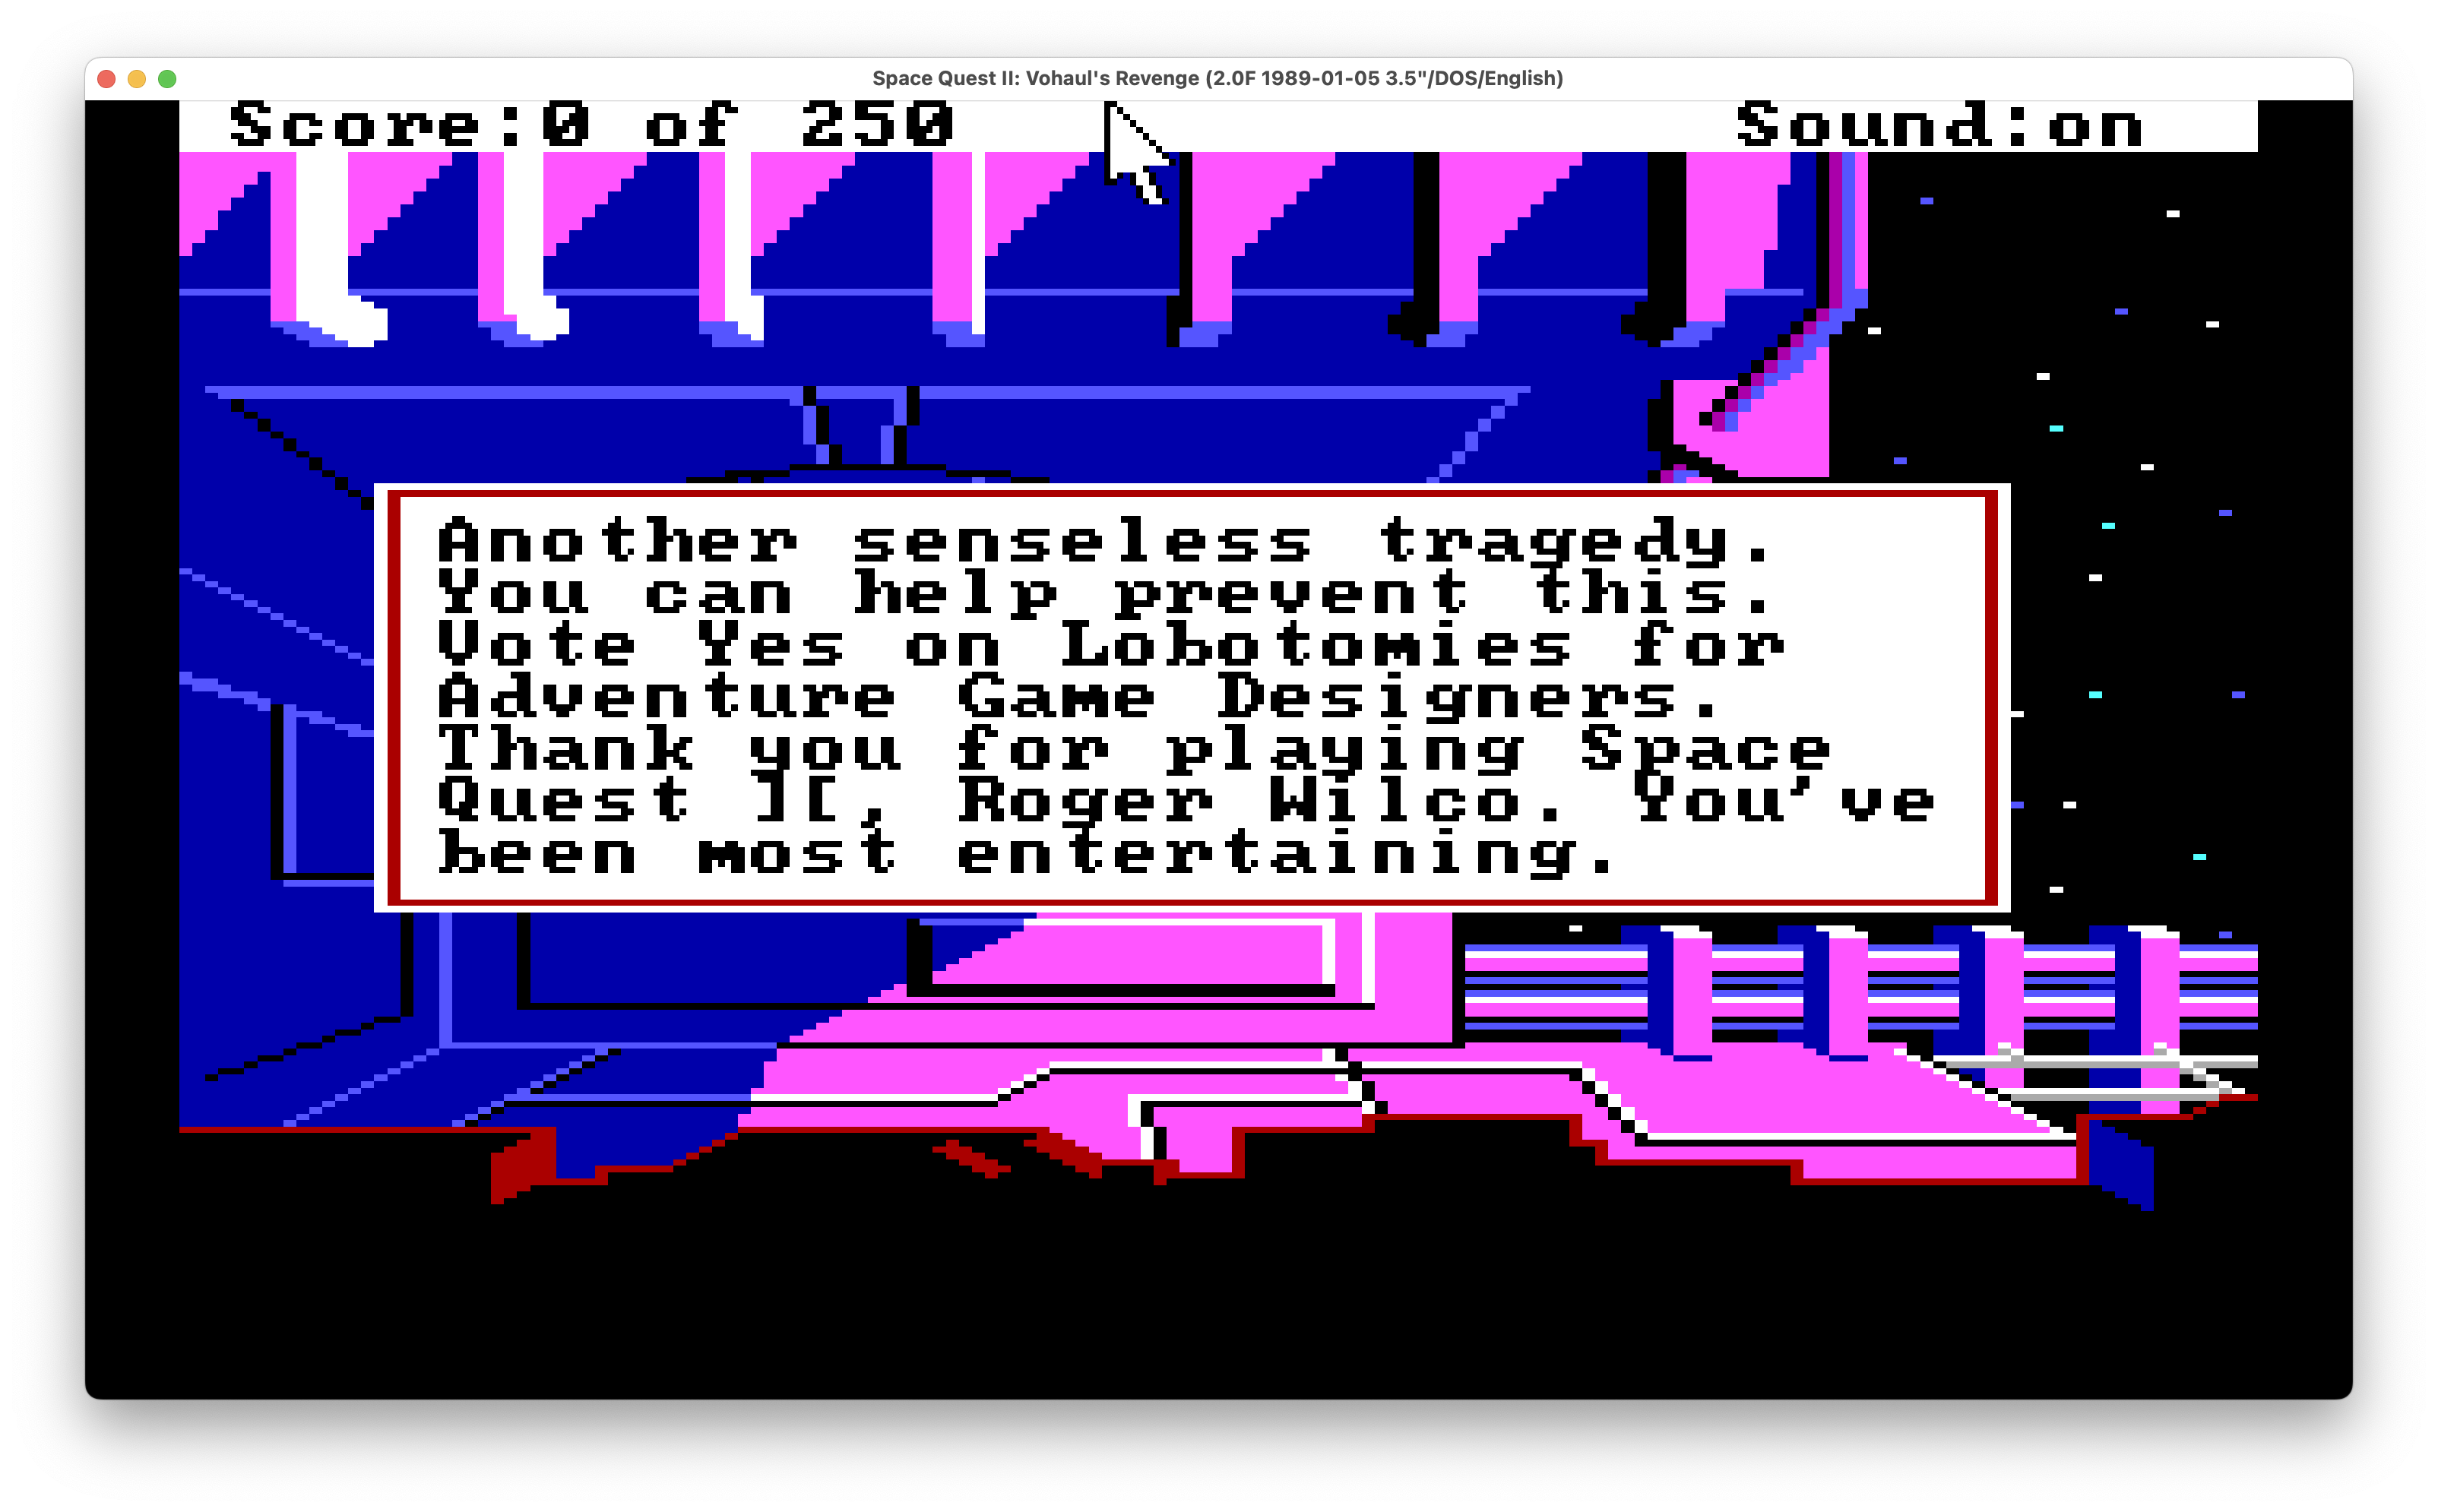 Space Quest II: Vohaul's Revenge (2.0F 1989-01-05 3.5"/DOS/English)
Score:0 of 250 Sound:on
Another senseless tragedy.
You can help prevent this.
Vote Yes on Lobotomies for
Adventure Game Designers.
Thank you for playing Space
Quest ][, Roger Wilco. You've
been most entertaining.